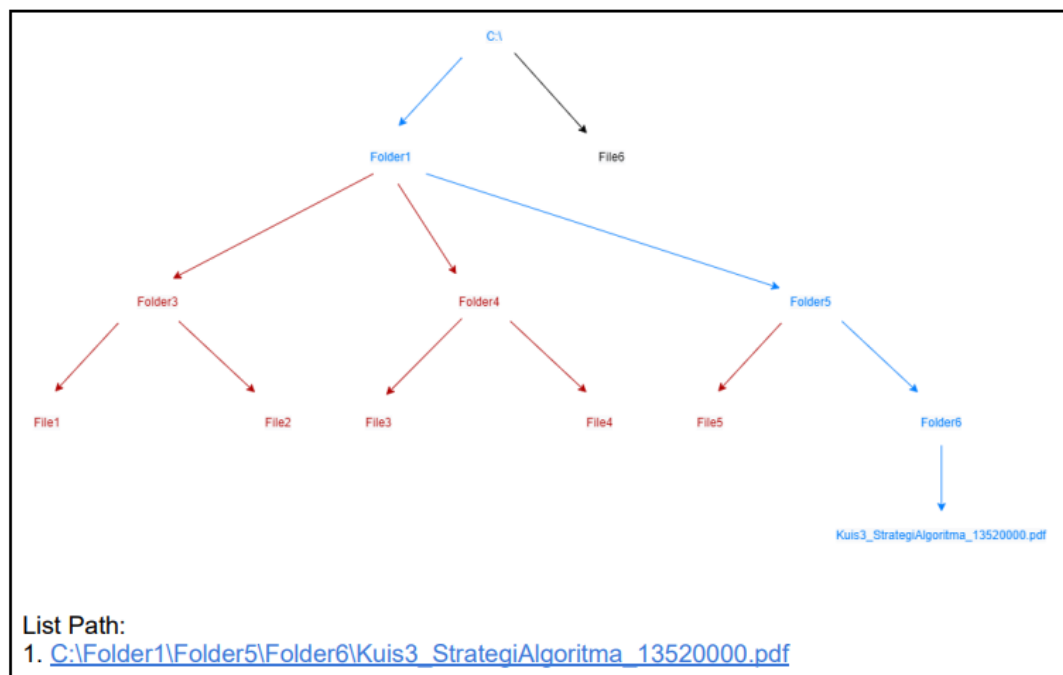 C:\
Folder1
File6
Folder3
Folder4
Folder5
File1
File2
File3
File4
File5
Folder6
Kuis3_StrategiAlgoritma_13520000.pdf
List Path:
1. C:\Folder1\Folder5\Folder6\Kuis3_StrategiAlgoritma_13520000.pdf